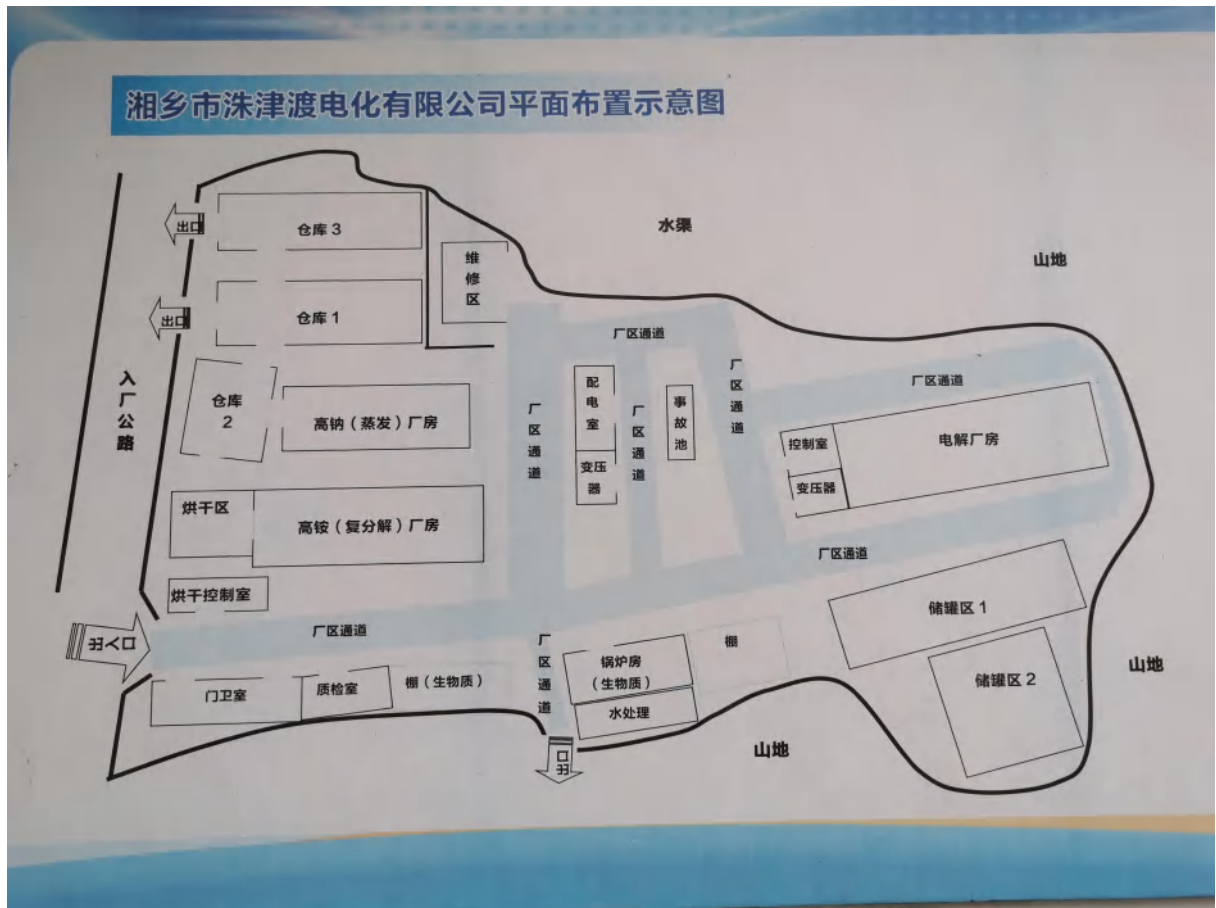 湘乡市洙津渡电化有限公司平面布置示意图
出口
仓库 3
水渠
维修区
山地
出口
仓库 1
厂区通道
入厂公路
仓库
2
高钠（蒸发）厂房
厂区通道
配电室
变压
器
厂区通道
事故池
厂区通道
厂区通道
控制室
变压器
电解厂房
烘干区
高铵（复分解）厂房
厂区通道
烘干控制室
储罐区 1
出入口
厂区通道
厂区通道
锅炉房
（生物质）
棚
山地
门卫室
质检室
棚（生物质）
水处理
储罐区 2
山地
出口